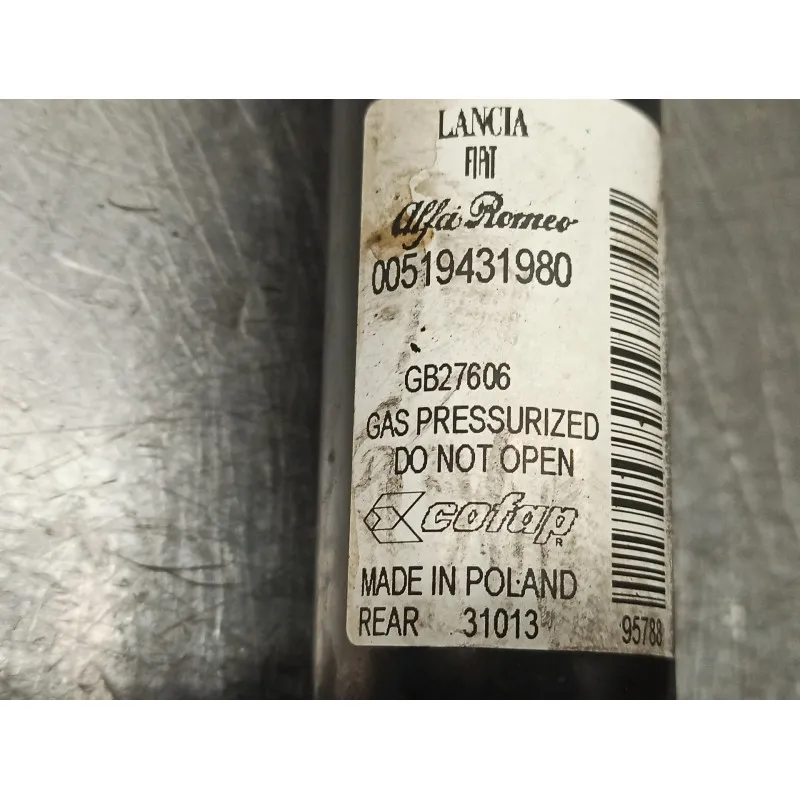 LANCIA
FIAT
Alfa Romeo
00519431980
GB27606
GAS PRESSURIZED
DO NOT OPEN
cofap R
MADE IN POLAND
REAR 31013
95788